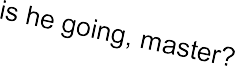 is he going, master?